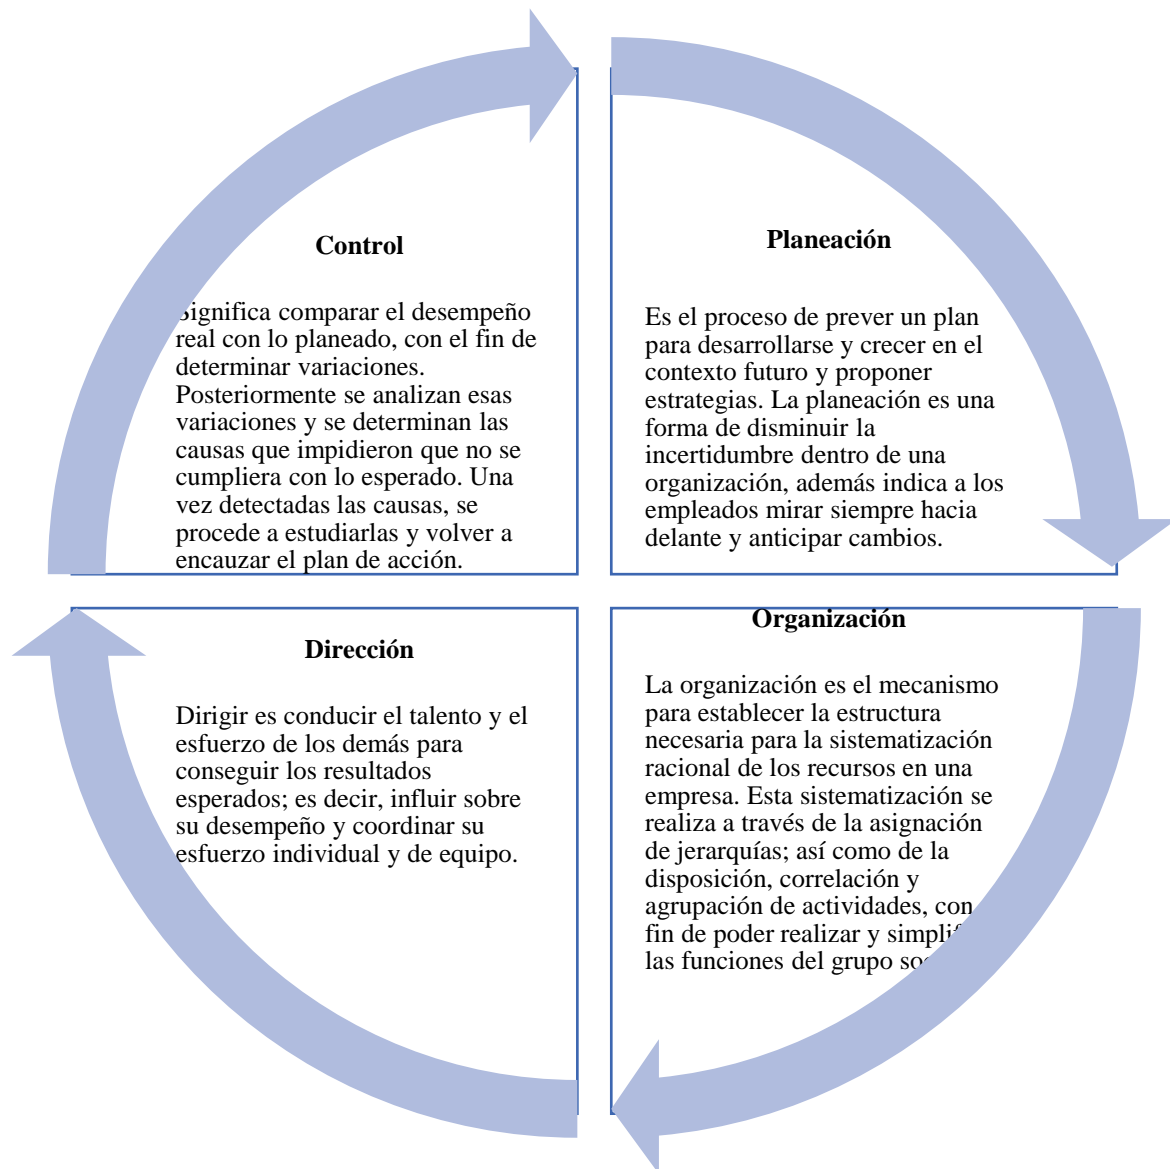 Control
Significa comparar el desempeño
real con lo planeado, con el fin de
determinar variaciones.
Posteriormente se analizan esas
variaciones y se determinan las
causas que impidieron que no se
cumpliera con lo esperado. Una
vez detectadas las causas, se
procede a estudiarlas y volver a
encauzar el plan de acción.
Planeación
Es el proceso de prever un plan
para desarrollarse y crecer en el
contexto futuro y proponer
estrategias. La planeación es una
forma de disminuir la
incertidumbre dentro de una
organización, además indica a los
empleados mirar siempre hacia
delante y anticipar cambios.
Dirección
Dirigir es conducir el talento y el
esfuerzo de los demás para
conseguir los resultados
esperados; es decir, influir sobre
su desempeño y coordinar su
esfuerzo individual y de equipo.
Organización
La organización es el mecanismo
para establecer la estructura
necesaria para la sistematización
racional de los recursos en una
empresa. Esta sistematización se
realiza a través de la asignación
de jerarquías; así como de la
disposición, correlación y
agrupación de actividades, con
fin de poder realizar y
las funciones del grupo